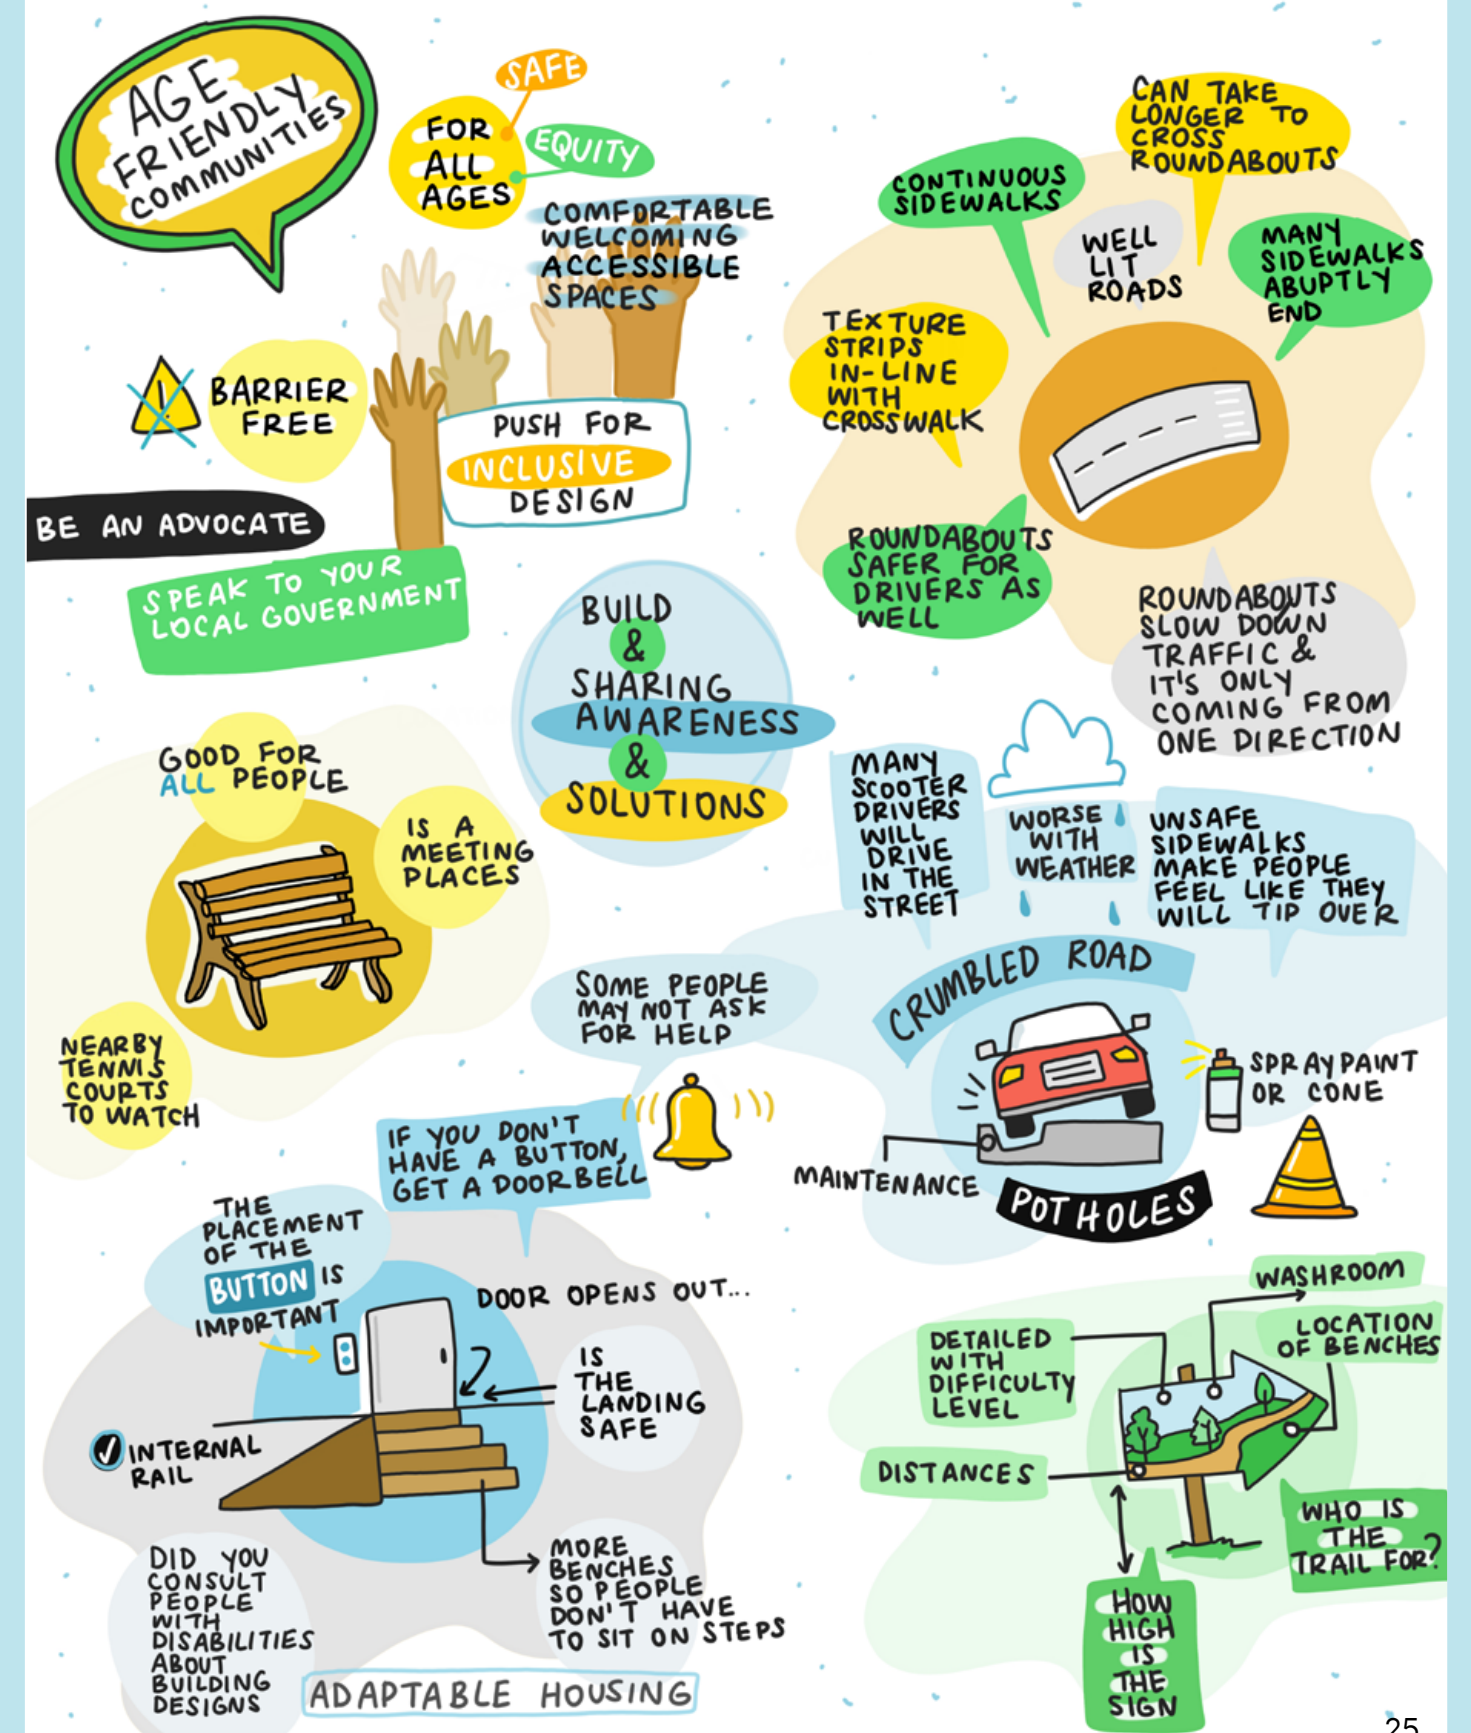 AGE
FRIENDLY
COMMUNITIES
SAFE
FOR
ALL
AGES
EQUITY
COMFORTABLE
WELCOMING
ACCESSIBLE
SPACES
!
BARRIER
FREE
PUSH FOR
INCLUSIVE
DESIGN
BE AN ADVOCATE
SPEAK TO YOUR
LOCAL GOVERNMENT
CAN TAKE
LONGER TO
CROSS
ROUNDABOUTS
CONTINUOUS
SIDEWALKS
WELL
LIT
ROADS
MANY
SIDEWALKS
ABUPTLY
END
TEXTURE
STRIPS
IN-LINE
WITH
CROSSWALK
ROUNDABOUTS
SAFER FOR
DRIVERS AS
WELL
ROUNDABOUTS
SLOW DOWN
TRAFFIC &
IT'S ONLY
COMING FROM
ONE DIRECTION
BUILD
&
SHARING
AWARENESS
&
SOLUTIONS
GOOD FOR
ALL PEOPLE
IS A
MEETING
PLACES
NEARBY
TENNIS
COURTS
TO WATCH
MANY
SCOOTER
DRIVERS
WILL
DRIVE
IN THE
STREET
WORSE
WITH
WEATHER
UNSAFE
SIDEWALKS
MAKE PEOPLE
FEEL LIKE THEY
WILL TIP OVER
CRUMBLED ROAD
SPRAY PAINT
OR CONE
MAINTENANCE
POTHOLES
SOME PEOPLE
MAY NOT ASK
FOR HELP
IF YOU DON'T
HAVE A BUTTON,
GET A DOORBELL
THE
PLACEMENT
OF THE
BUTTON IS
IMPORTANT
DOOR OPENS OUT...
IS
THE
LANDING
SAFE
INTERNAL
RAIL
DID YOU
CONSULT
PEOPLE
WITH
DISABILITIES
ABOUT
BUILDING
DESIGNS
MORE
BENCHES
SO PEOPLE
DON'T HAVE
TO SIT ON STEPS
ADAPTABLE HOUSING
WASHROOM
LOCATION
OF BENCHES
DETAILED
WITH
DIFFICULTY
LEVEL
DISTANCES
WHO IS
THE
TRAIL FOR?
HOW
HIGH
IS
THE
SIGN
25